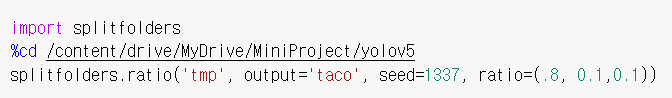 import splitfolders
%cd /content/drive/MyDrive/MiniProject/yolov5
splitfolders.ratio('tmp', output='taco', seed=1337, ratio=(.8, 0.1,0.1))